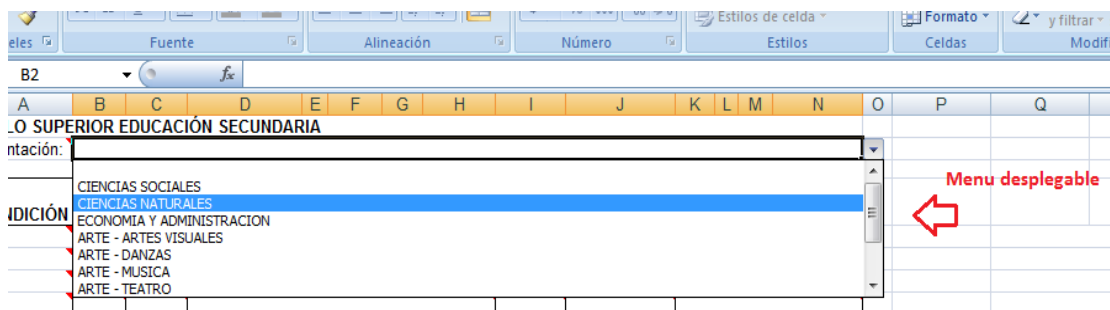 Estilos de celda
Formato
y filtrar
eles
Fuente
Alineación
Número
Estilos
Celdas
Modif
B2
fx
A B C D E F G H I J K L M N O P Q
LO SUPERIOR EDUCACIÓN SECUNDARIA
ntación:
CIENCIAS SOCIALES
CIENCIAS NATURALES
ECONOMIA Y ADMINISTRACION
ARTE - ARTES VISUALES
ARTE - DANZAS
ARTE - MUSICA
ARTE - TEATRO
NDICIÓN
Menu desplegable